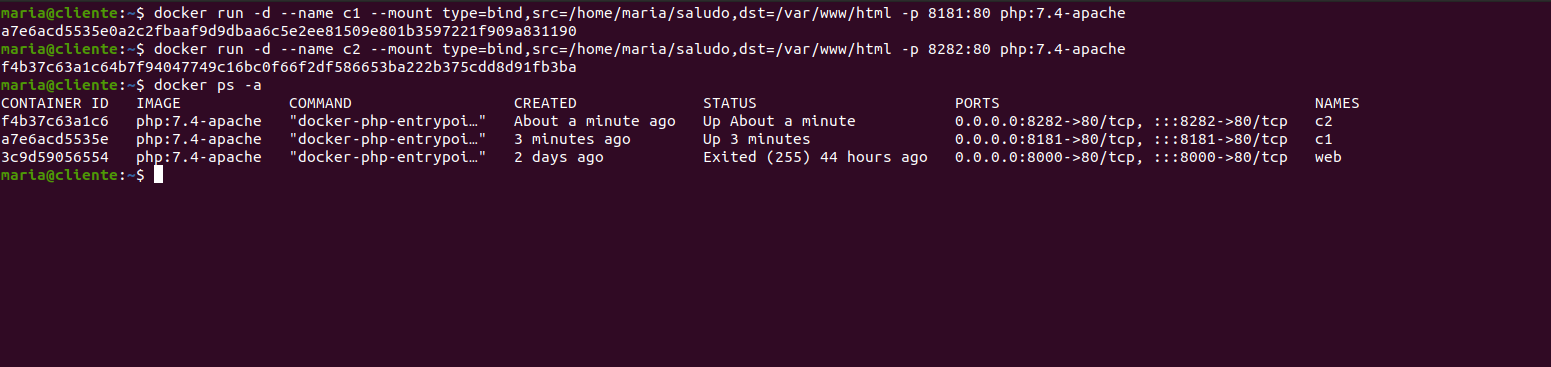 maria@cliente:~$ docker run -d --name c1 --mount type=bind,src=/home/maria/saludo,dst=/var/www/html -p 8181:80 php:7.4-apache
a7e6acd5535e0a2c2fbaaf9d9dbaa6c5e2ee81509e801b3597221f909a831190
maria@cliente:~$ docker run -d --name c2 --mount type=bind,src=/home/maria/saludo,dst=/var/www/html -p 8282:80 php:7.4-apache
f4b37c63a1c64b7f94047749c16bc0f66f2df586653ba222b375cdd8d91fb3ba
maria@cliente:~$ docker ps -a
CONTAINER ID   IMAGE            COMMAND                  CREATED              STATUS                      PORTS                                   NAMES
f4b37c63a1c6   php:7.4-apache   "docker-php-entrypoi…"   About a minute ago   Up About a minute           0.0.0.0:8282->80/tcp, :::8282->80/tcp   c2
a7e6acd5535e   php:7.4-apache   "docker-php-entrypoi…"   3 minutes ago        Up 3 minutes                0.0.0.0:8181->80/tcp, :::8181->80/tcp   c1
3c9d59056554   php:7.4-apache   "docker-php-entrypoi…"   2 days ago           Exited (255) 44 hours ago   0.0.0.0:8000->80/tcp, :::8000->80/tcp   web
maria@cliente:~$